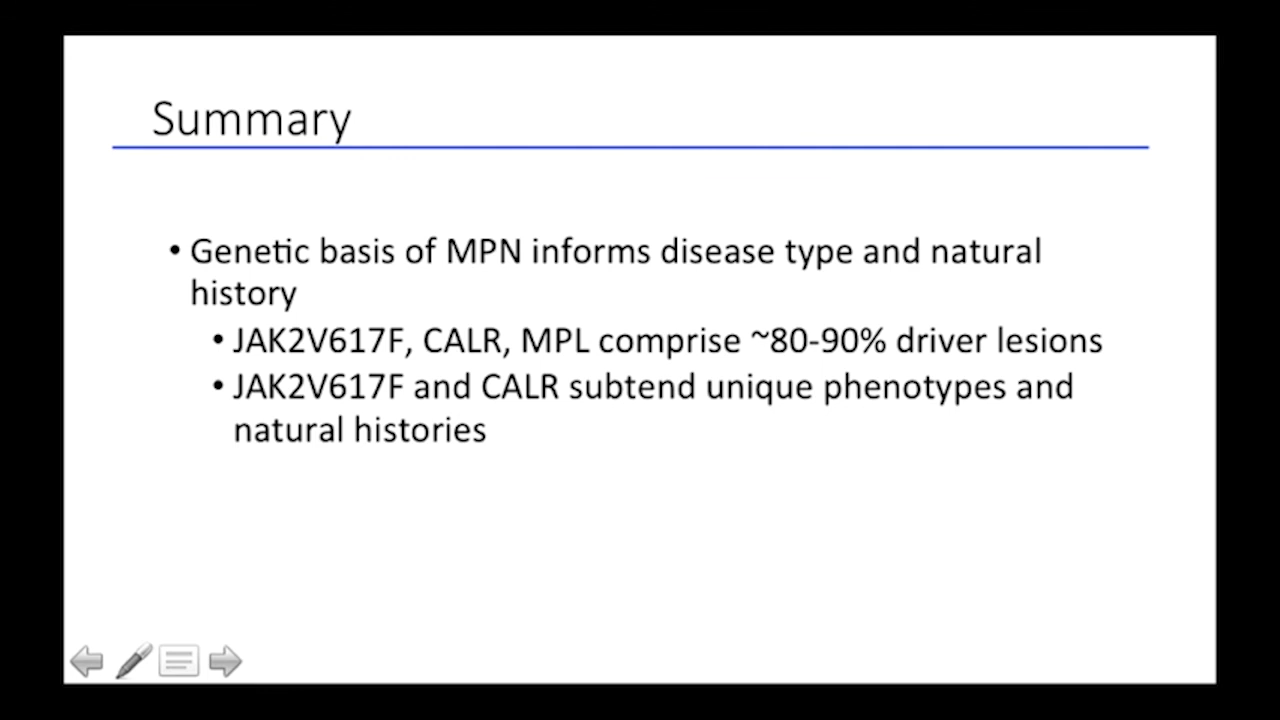 Summary
• Genetic basis of MPN informs disease type and natural
history
• JAK2V617F, CALR, MPL comprise ~80-90% driver lesions
• JAK2V617F and CALR subtend unique phenotypes and
natural histories